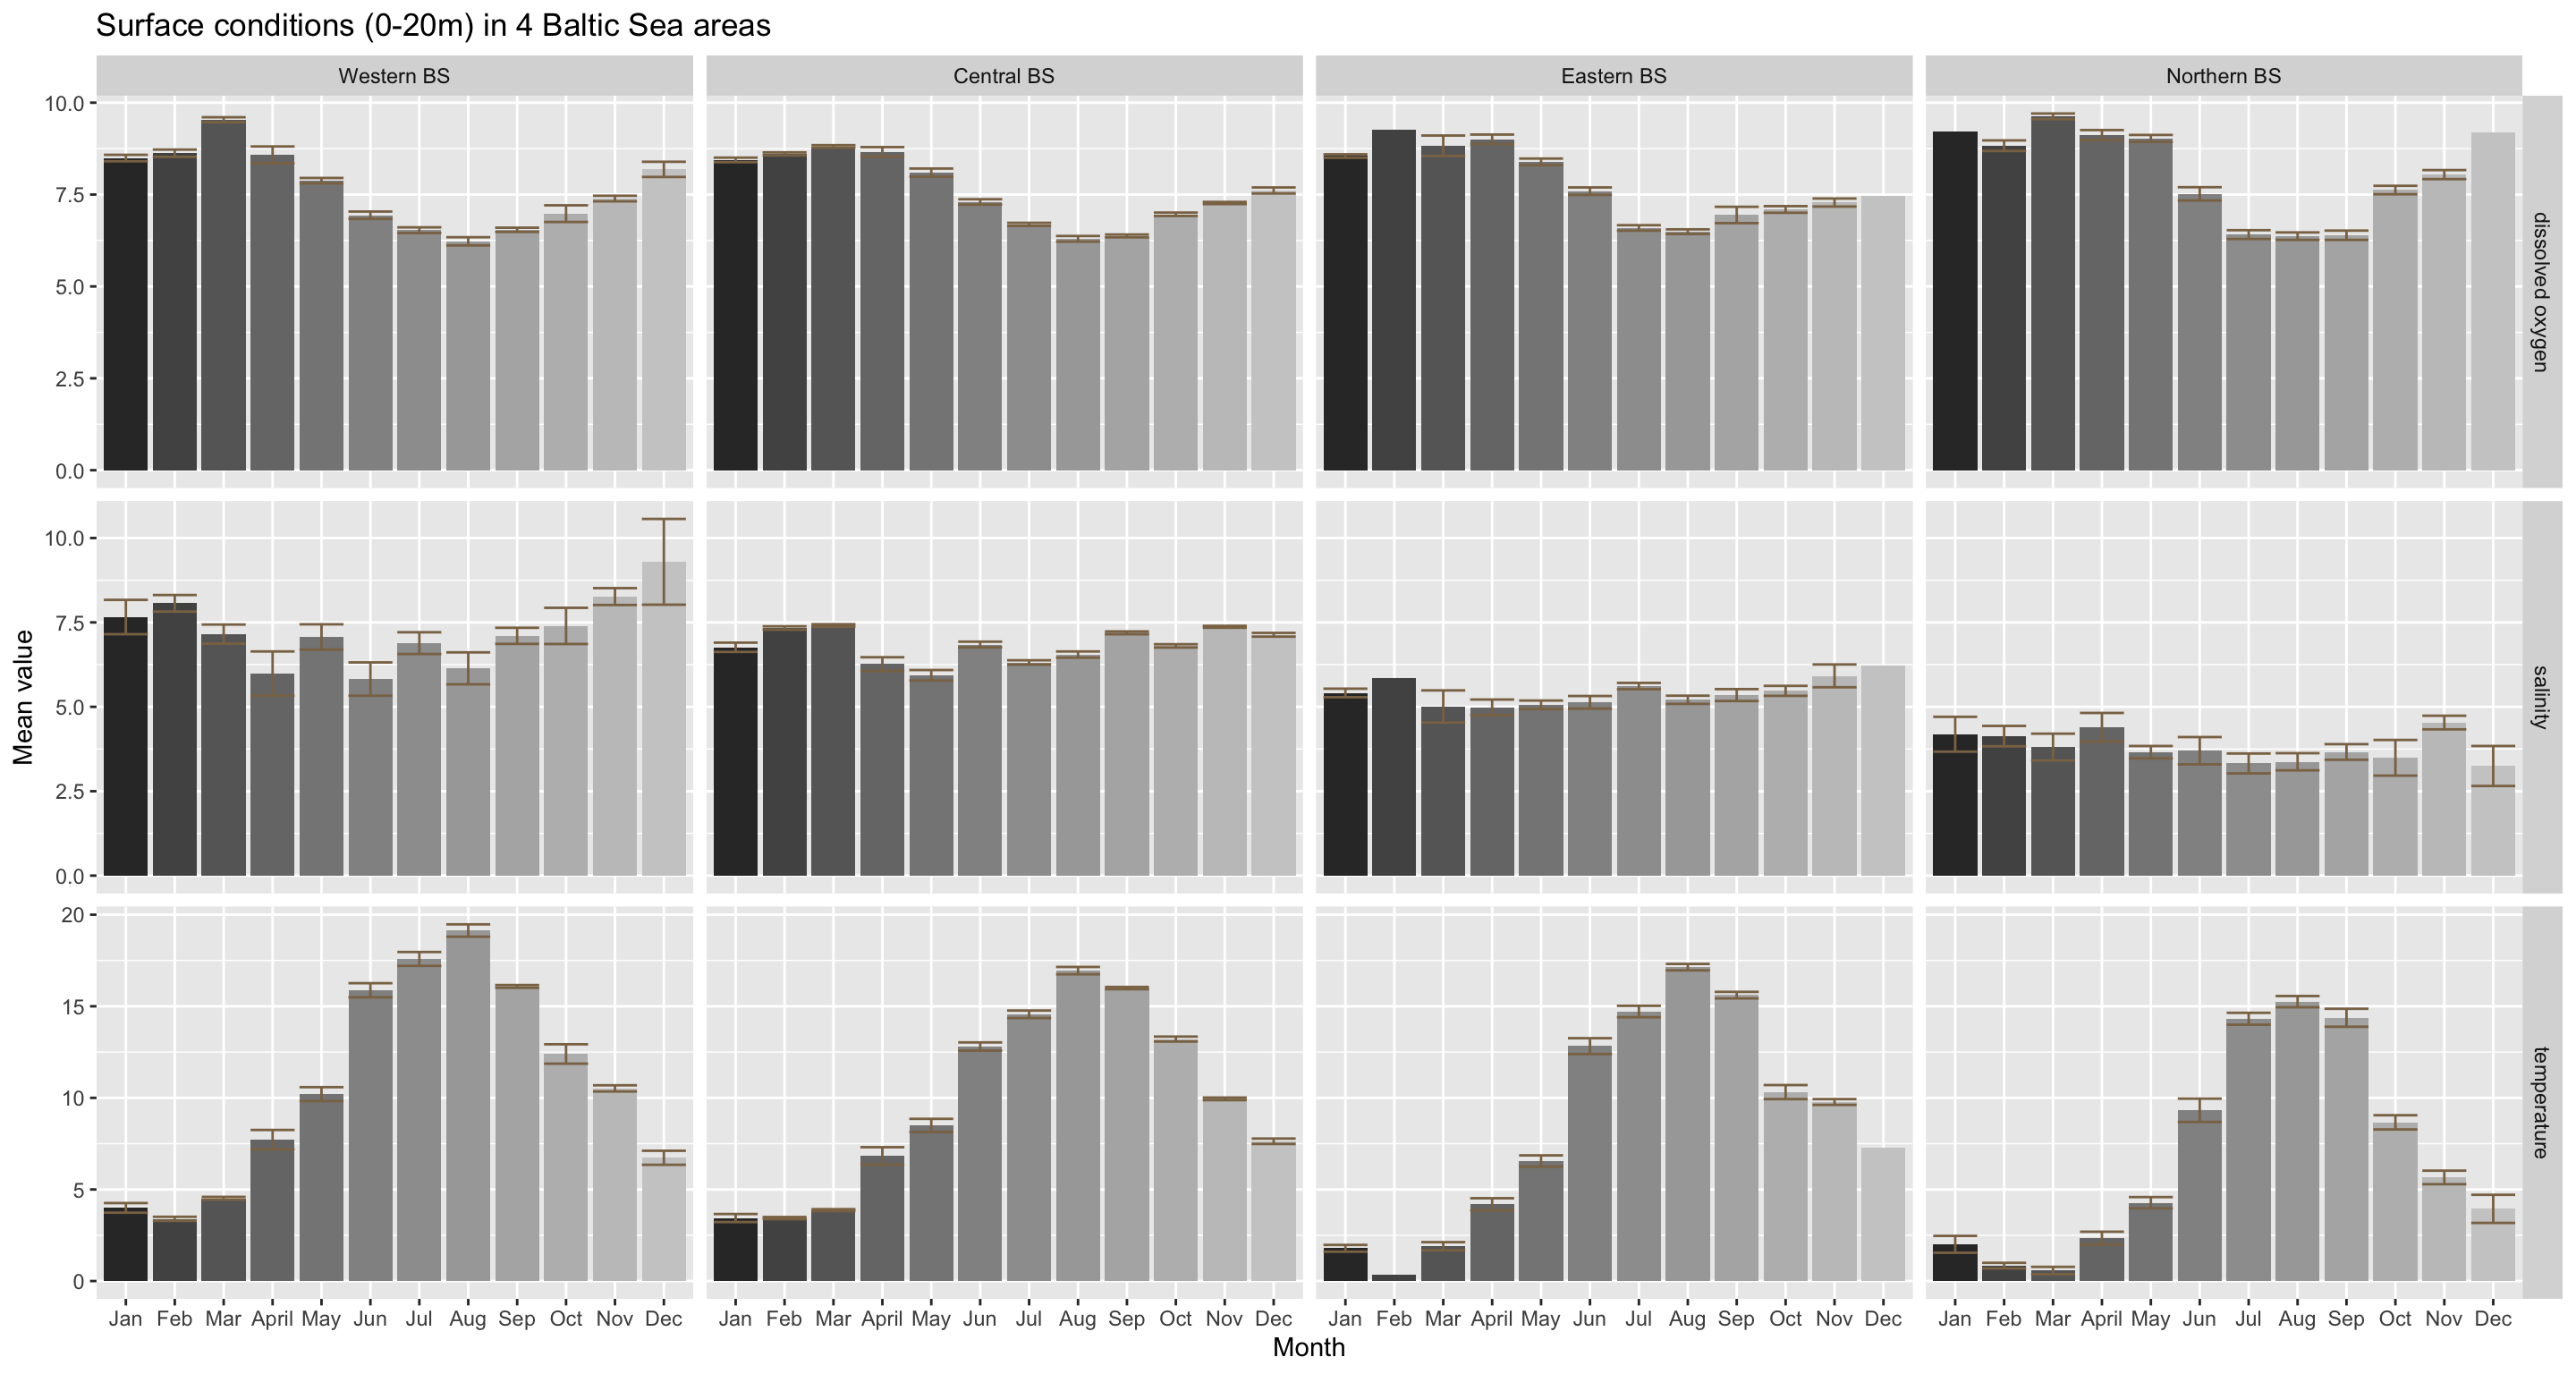 Surface conditions (0-20m) in 4 Baltic Sea areas
Western BS Central BS Eastern BS Northern BS
10.0
7.5
5.0
2.5
0.0
dissolved oxygen
10.0
7.5
5.0
2.5
0.0
salinity
20
15
10
5
0
temperature
Mean value
Jan Feb Mar April May Jun Jul Aug Sep Oct Nov Dec Jan Feb Mar April May Jun Jul Aug Sep Oct Nov Dec Jan Feb Mar April May Jun Jul Aug Sep Oct Nov Dec Jan Feb Mar April May Jun Jul Aug Sep Oct Nov Dec
Month